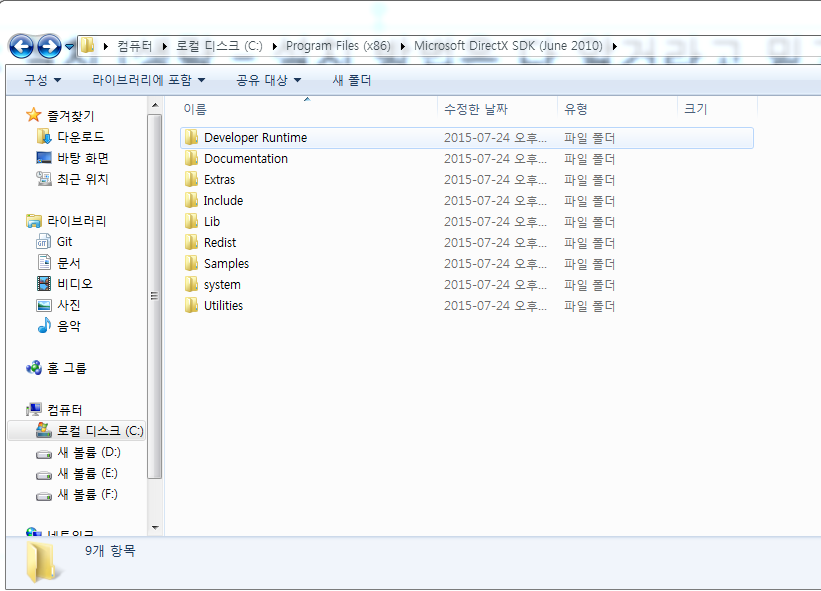 컴퓨터 로컬 디스크 (C:) Program Files (x86) Microsoft DirectX SDK (June 2010)
구성 라이브러리에 포함 공유 대상 새 폴더
이름 수정한 날짜 유형 크기
즐겨찾기
다운로드
바탕 화면
최근 위치
라이브러리
Git
문서
비디오
사진
음악
홈 그룹
컴퓨터
로컬 디스크 (C:)
새 볼륨 (D:)
새 볼륨 (E:)
새 볼륨 (F:)
네트워크
Developer Runtime 2015-07-24 오후... 파일 폴더
Documentation 2015-07-24 오후... 파일 폴더
Extras 2015-07-24 오후... 파일 폴더
Include 2015-07-24 오후... 파일 폴더
Lib 2015-07-24 오후... 파일 폴더
Redist 2015-07-24 오후... 파일 폴더
Samples 2015-07-24 오후... 파일 폴더
system 2015-07-24 오후... 파일 폴더
Utilities 2015-07-24 오후... 파일 폴더
9개 항목